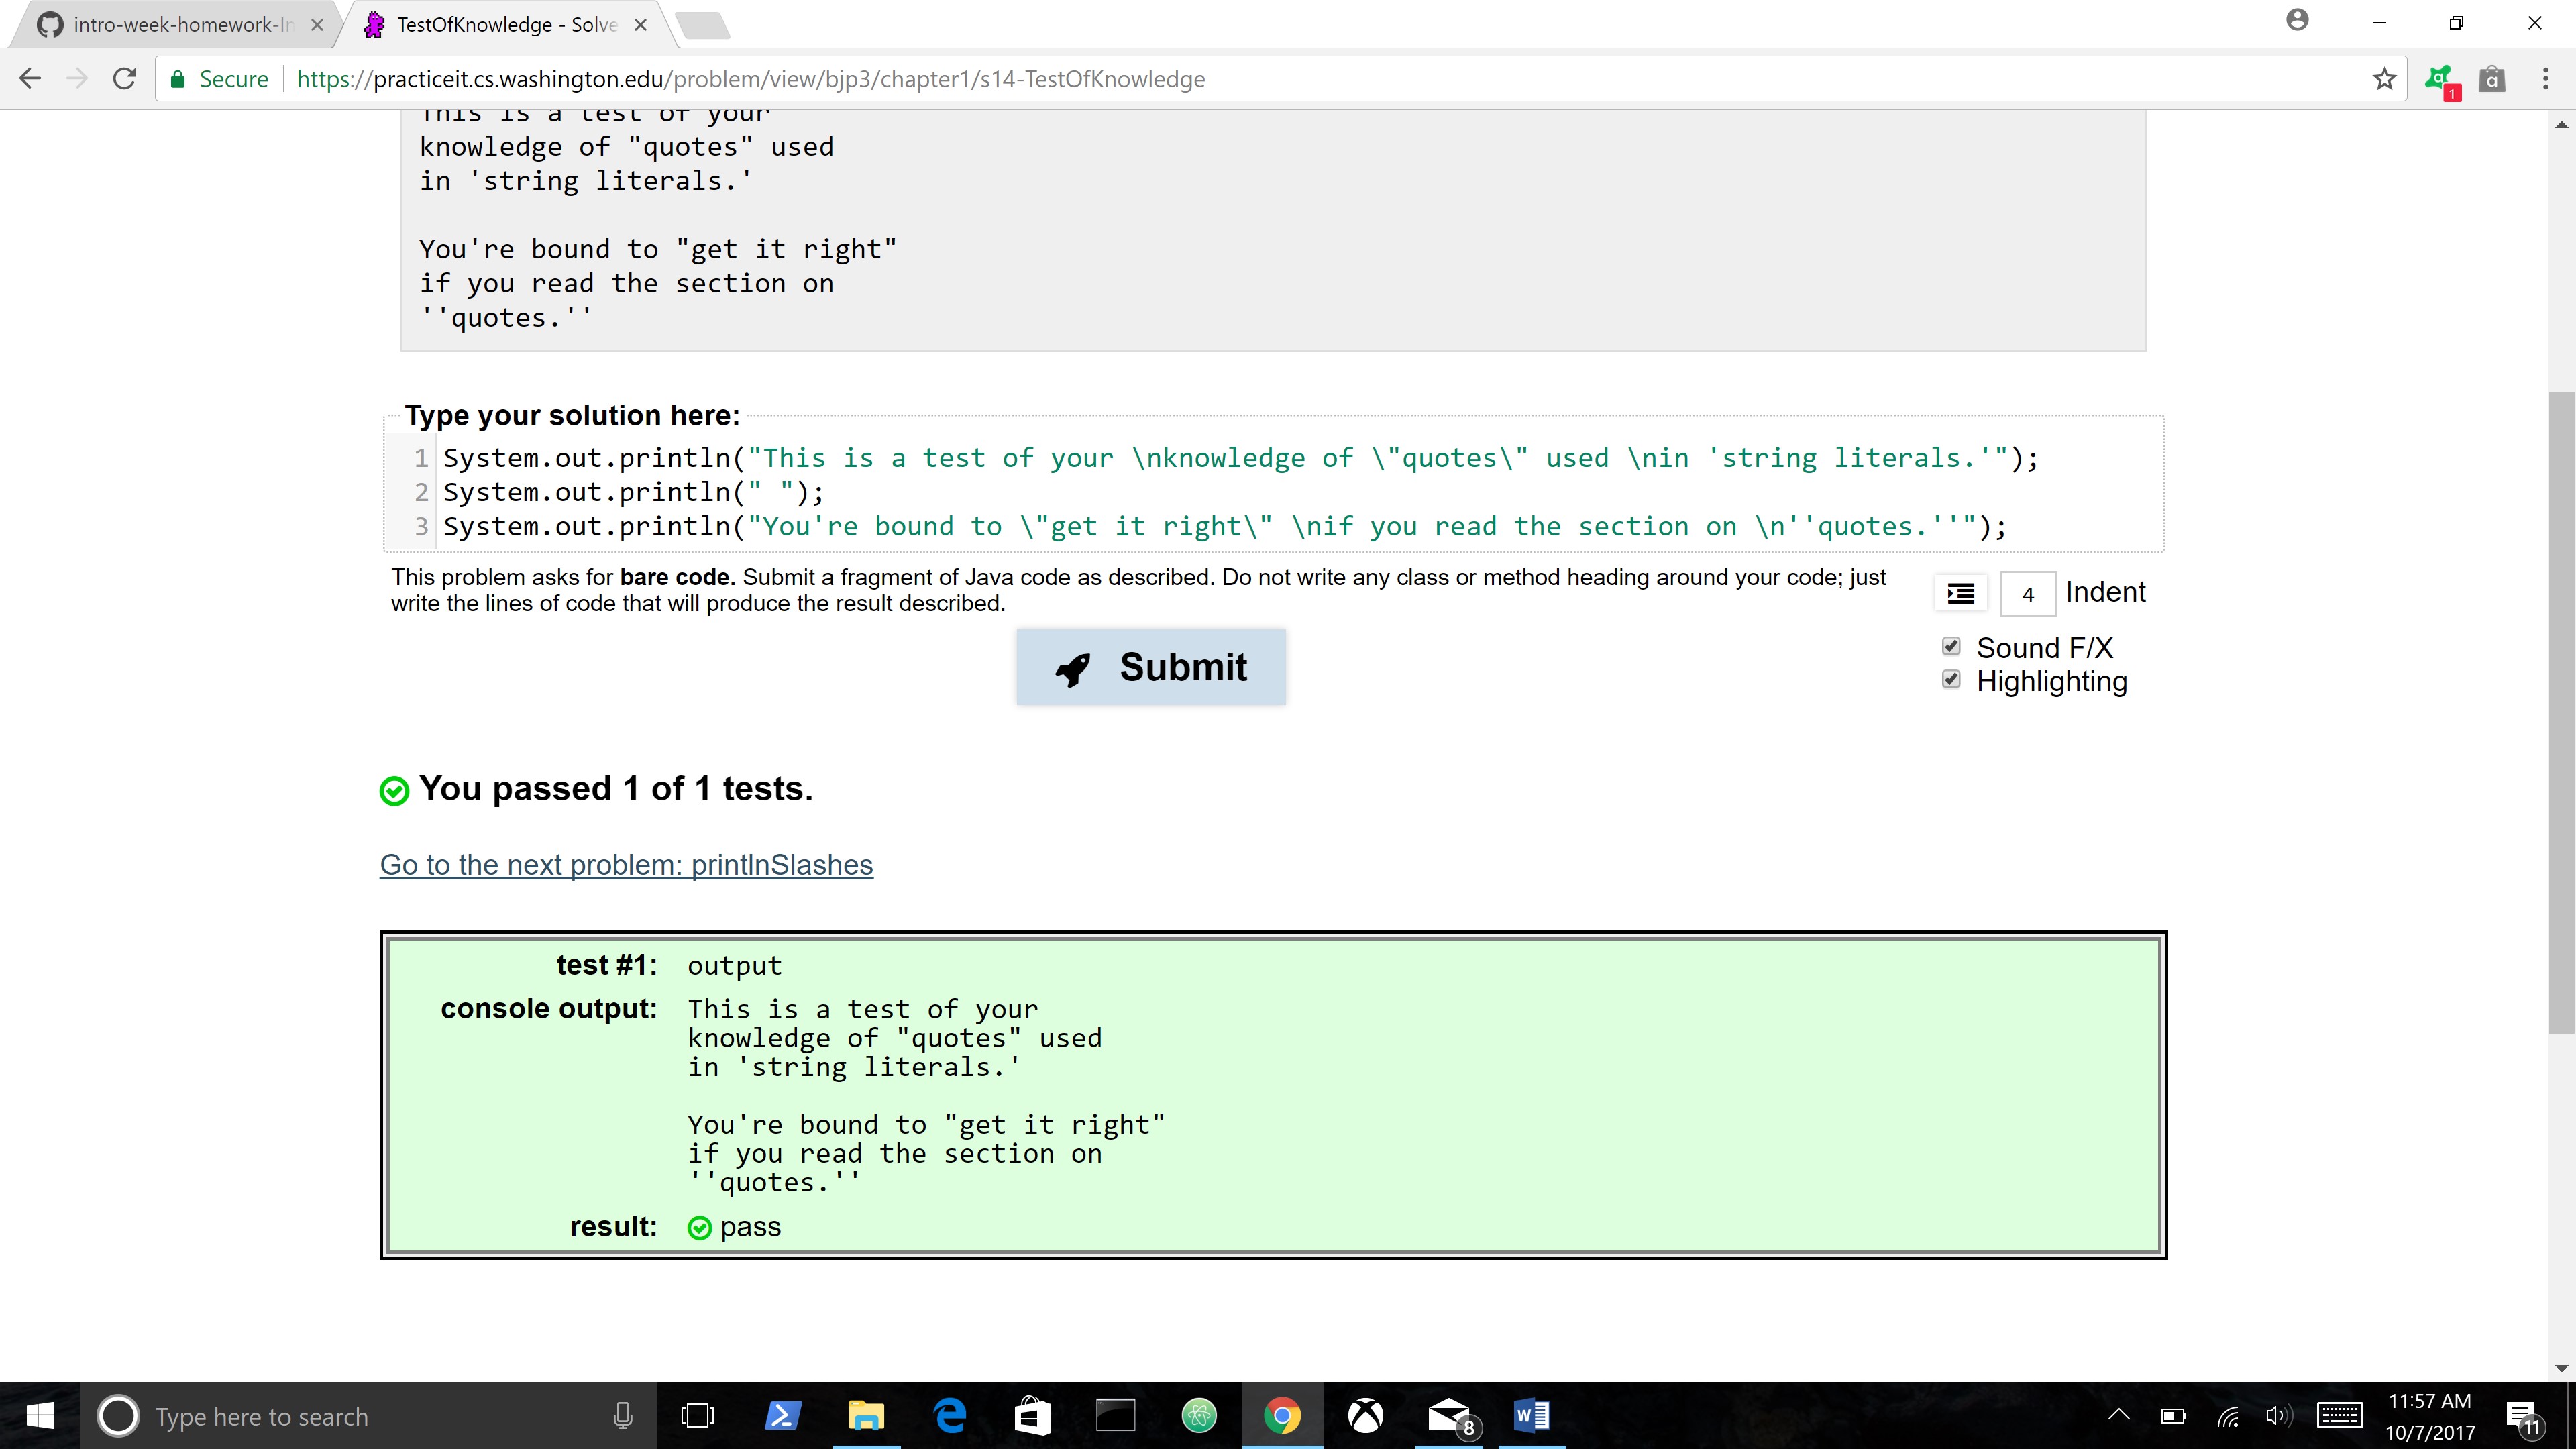 intro-week-homework-In
TestOfKnowledge - Solve
Secure https://practiceit.cs.washington.edu/problem/view/bjp3/chapter1/s14-TestOfKnowledge
1
This is a test of your
knowledge of "quotes" used
in 'string literals.'
You're bound to "get it right"
if you read the section on
''quotes.''
Type your solution here:
1 System.out.println("This is a test of your \nknowledge of \"quotes\" used \nin 'string literals.'");
2 System.out.println(" ");
3 System.out.println("You're bound to \"get it right\" \nif you read the section on \n''quotes.''");
This problem asks for bare code. Submit a fragment of Java code as described. Do not write any class or method heading around your code; just
write the lines of code that will produce the result described.
4 Indent
Sound F/X
Highlighting
Submit
You passed 1 of 1 tests.
Go to the next problem: printlnSlashes
test #1: output
console output: This is a test of your
knowledge of "quotes" used
in 'string literals.'
You're bound to "get it right"
if you read the section on
''quotes.''
result: pass
Type here to search
8
11:57 AM
10/7/2017
11